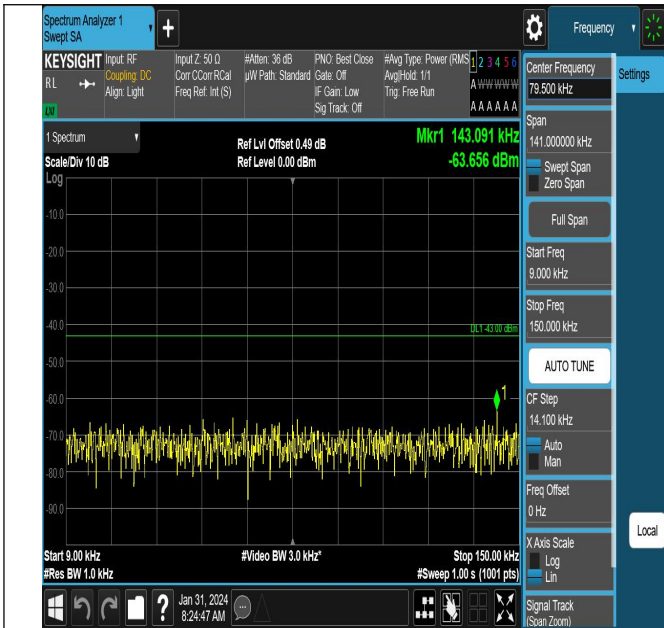 Spectrum Analyzer 1
Swept SA
+
Frequency
KEYSIGHT
RL
LXI
Input: RF
Coupling: DC
Align: Light
Input Z: 50 Ω
Corr CCorr RCal
Freq Ref: Int (S)
#Atten: 36 dB
µW Path: Standard
PNO: Best Close
Gate: Off
IF Gain: Low
Sig Track: Off
#Avg Type: Power (RMS
Avg|Hold: 1/1
Trig: Free Run
1 2 3 4 5 6
A W W W W W
A A A A A A
1 Spectrum
Scale/Div 10 dB
Log
Ref Lvl Offset 0.49 dB
Ref Level 0.00 dBm
Mkr1 143.091 kHz
-63.656 dBm
-10.0
-20.0
-30.0
-40.0
DL1 -43.00 dBm
-50.0
-60.0
1
-70.0
-80.0
-90.0
Start 9.00 kHz
#Res BW 1.0 kHz
#Video BW 3.0 kHz*
Stop 150.00 kHz
#Sweep 1.00 s (1001 pts)
?
Jan 31, 2024
8:24:47 AM
Center Frequency
79.500 kHz
Settings
Span
141.000000 kHz
Swept Span
Zero Span
Full Span
Start Freq
9.000 kHz
Stop Freq
150.000 kHz
AUTO TUNE
CF Step
14.100 kHz
Auto
Man
Freq Offset
0 Hz
X Axis Scale
Log
Lin
Local
Signal Track
(Span Zoom)